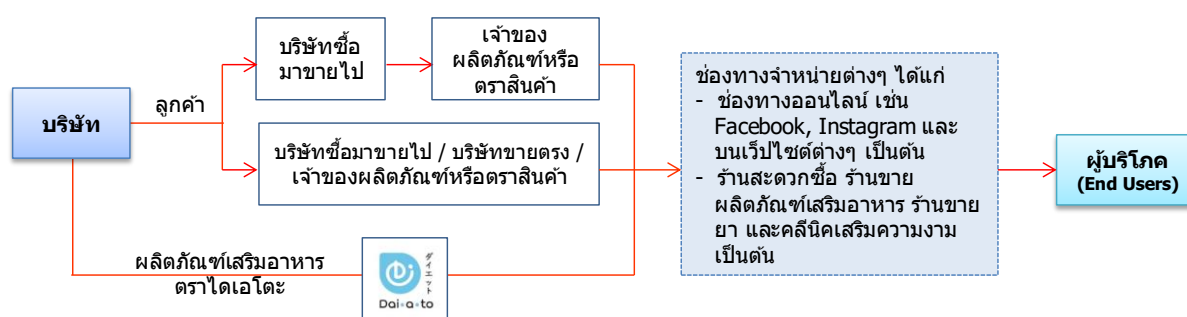 บริษัท
ลูกค้า
บริษัทซื้อ
มาขายไป
เจ้าของ
ผลิตภัณฑ์หรือ
ตราสินค้า
บริษัทซื้อมาขายไป / บริษัทขายตรง /
เจ้าของผลิตภัณฑ์หรือตราสินค้า
ผลิตภัณฑ์เสริมอาหาร
ตราไดเอโตะ
ダイエット
Dai•a•to
ช่องทางจำหน่ายต่างๆ ได้แก่
- ช่องทางออนไลน์ เช่น
Facebook, Instagram และ
บนเว็ปไซต์ต่างๆ เป็นต้น
- ร้านสะดวกซื้อ ร้านขาย
ผลิตภัณฑ์เสริมอาหาร ร้านขาย
ยา และคลีนิคเสริมความงาม
เป็นต้น
ผู้บริโภค
(End Users)